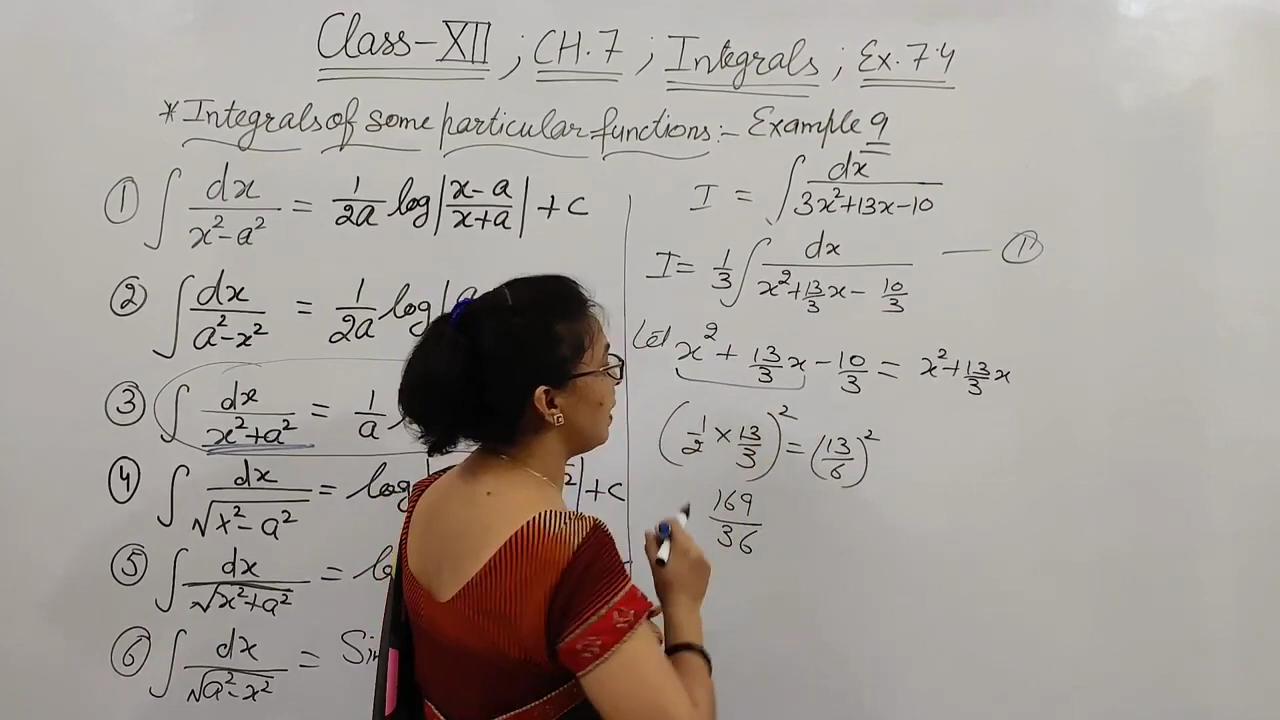 Class-XII ; CH.7 ; Integrals ; Ex.7.4
*Integrals of some particular functions:- Example 9
① ∫ dx/(x²-a²) = 1/2a log|(x-a)/(x+a)| + c
② ∫ dx/(a²-x²) = 1/2a log|
③ ∫ dx/(x²+a²) = 1/a
④ ∫ dx/√(x²-a²) = log| | + c
⑤ ∫ dx/√(x²+a²) =
⑥ ∫ dx/√(a²-x²) = Sin
I = ∫ dx/(3x²+13x-10)
I = 1/3 ∫ dx/(x²+13/3 x - 10/3) — ①
Let x² + 13/3 x - 10/3 = x²+13/3 x
(1/2 × 13/3)² = (13/6)²
169/36